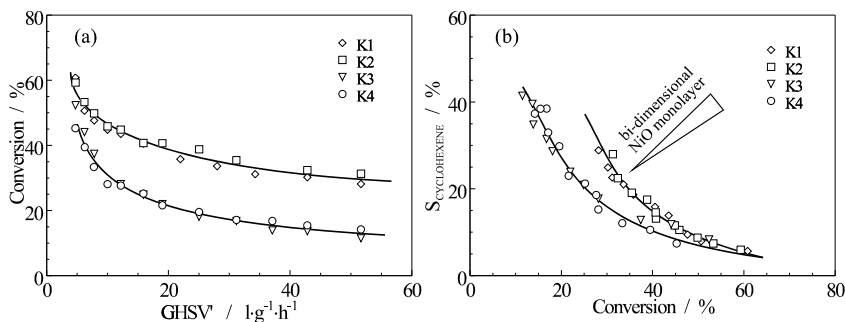 (a)
Conversion / %
80
60
40
20
0
K1
K2
K3
K4
0
20
40
60
GHSV' / l·g⁻¹·h⁻¹
(b)
S_CYCLOHEXENE / %
60
40
20
0
K1
K2
K3
K4
bi-dimensional
NiO monolayer
0
20
40
60
80
Conversion / %